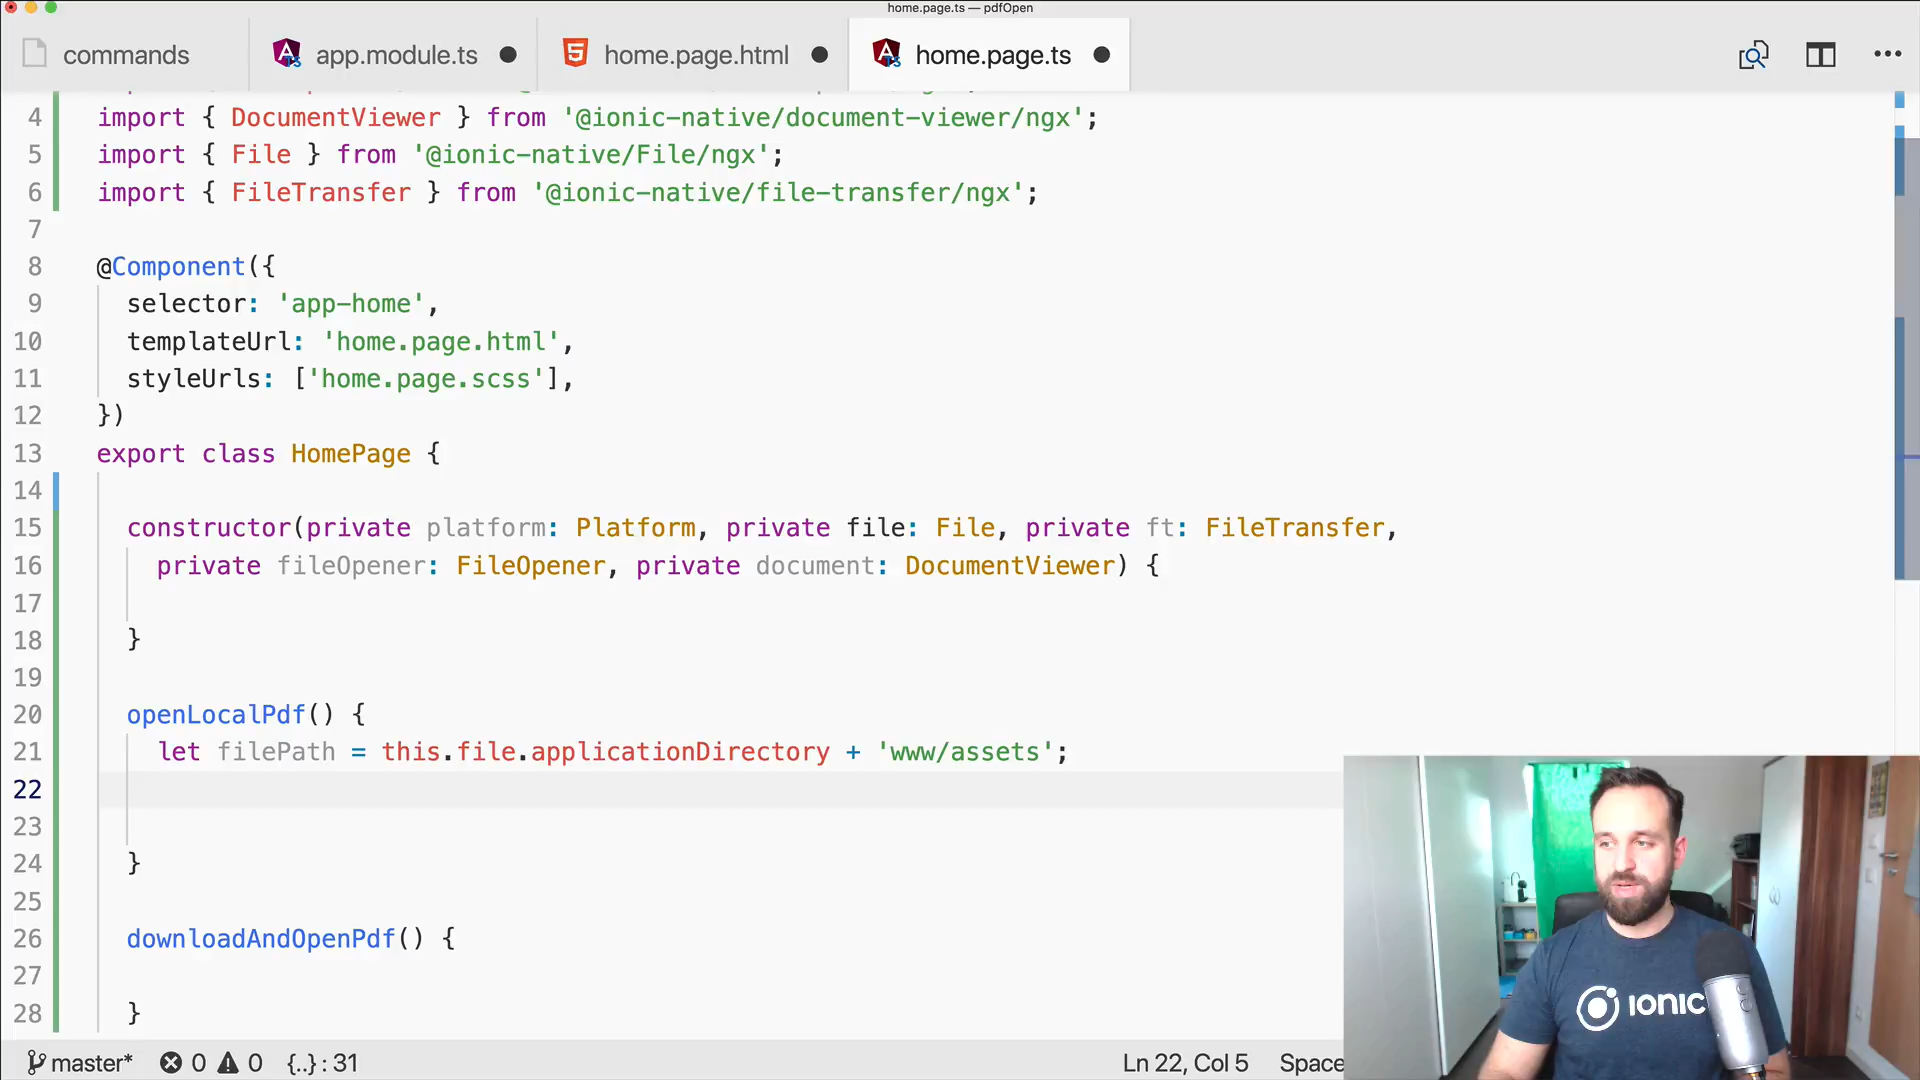 home.page.ts — pdfOpen
commands app.module.ts home.page.html home.page.ts
4 import { DocumentViewer } from '@ionic-native/document-viewer/ngx';
5 import { File } from '@ionic-native/File/ngx';
6 import { FileTransfer } from '@ionic-native/file-transfer/ngx';
7
8 @Component({
9 selector: 'app-home',
10 templateUrl: 'home.page.html',
11 styleUrls: ['home.page.scss'],
12 })
13 export class HomePage {
14
15 constructor(private platform: Platform, private file: File, private ft: FileTransfer,
16 private fileOpener: FileOpener, private document: DocumentViewer) {
17
18 }
19
20 openLocalPdf() {
21 let filePath = this.file.applicationDirectory + 'www/assets';
22
23
24 }
25
26 downloadAndOpenPdf() {
27
28 }
master* 0 0 {..} : 31 Ln 22, Col 5 Space
IONIC